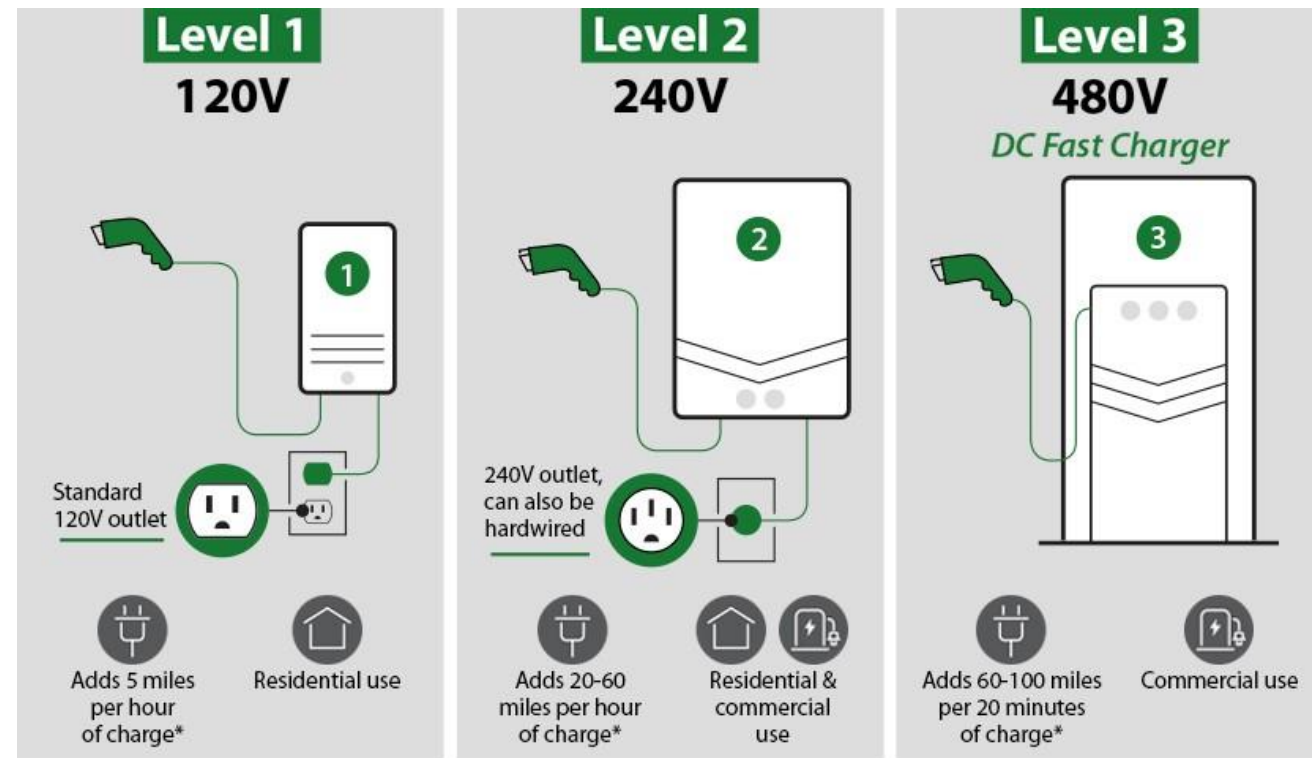 Level 1
120V
1
Standard
120V outlet
Adds 5 miles
per hour
of charge*
Residential use
Level 2
240V
2
240V outlet,
can also be
hardwired
Adds 20-60
miles per hour
of charge*
Residential &
commercial
use
Level 3
480V
DC Fast Charger
3
Adds 60-100 miles
per 20 minutes
of charge*
Commercial use